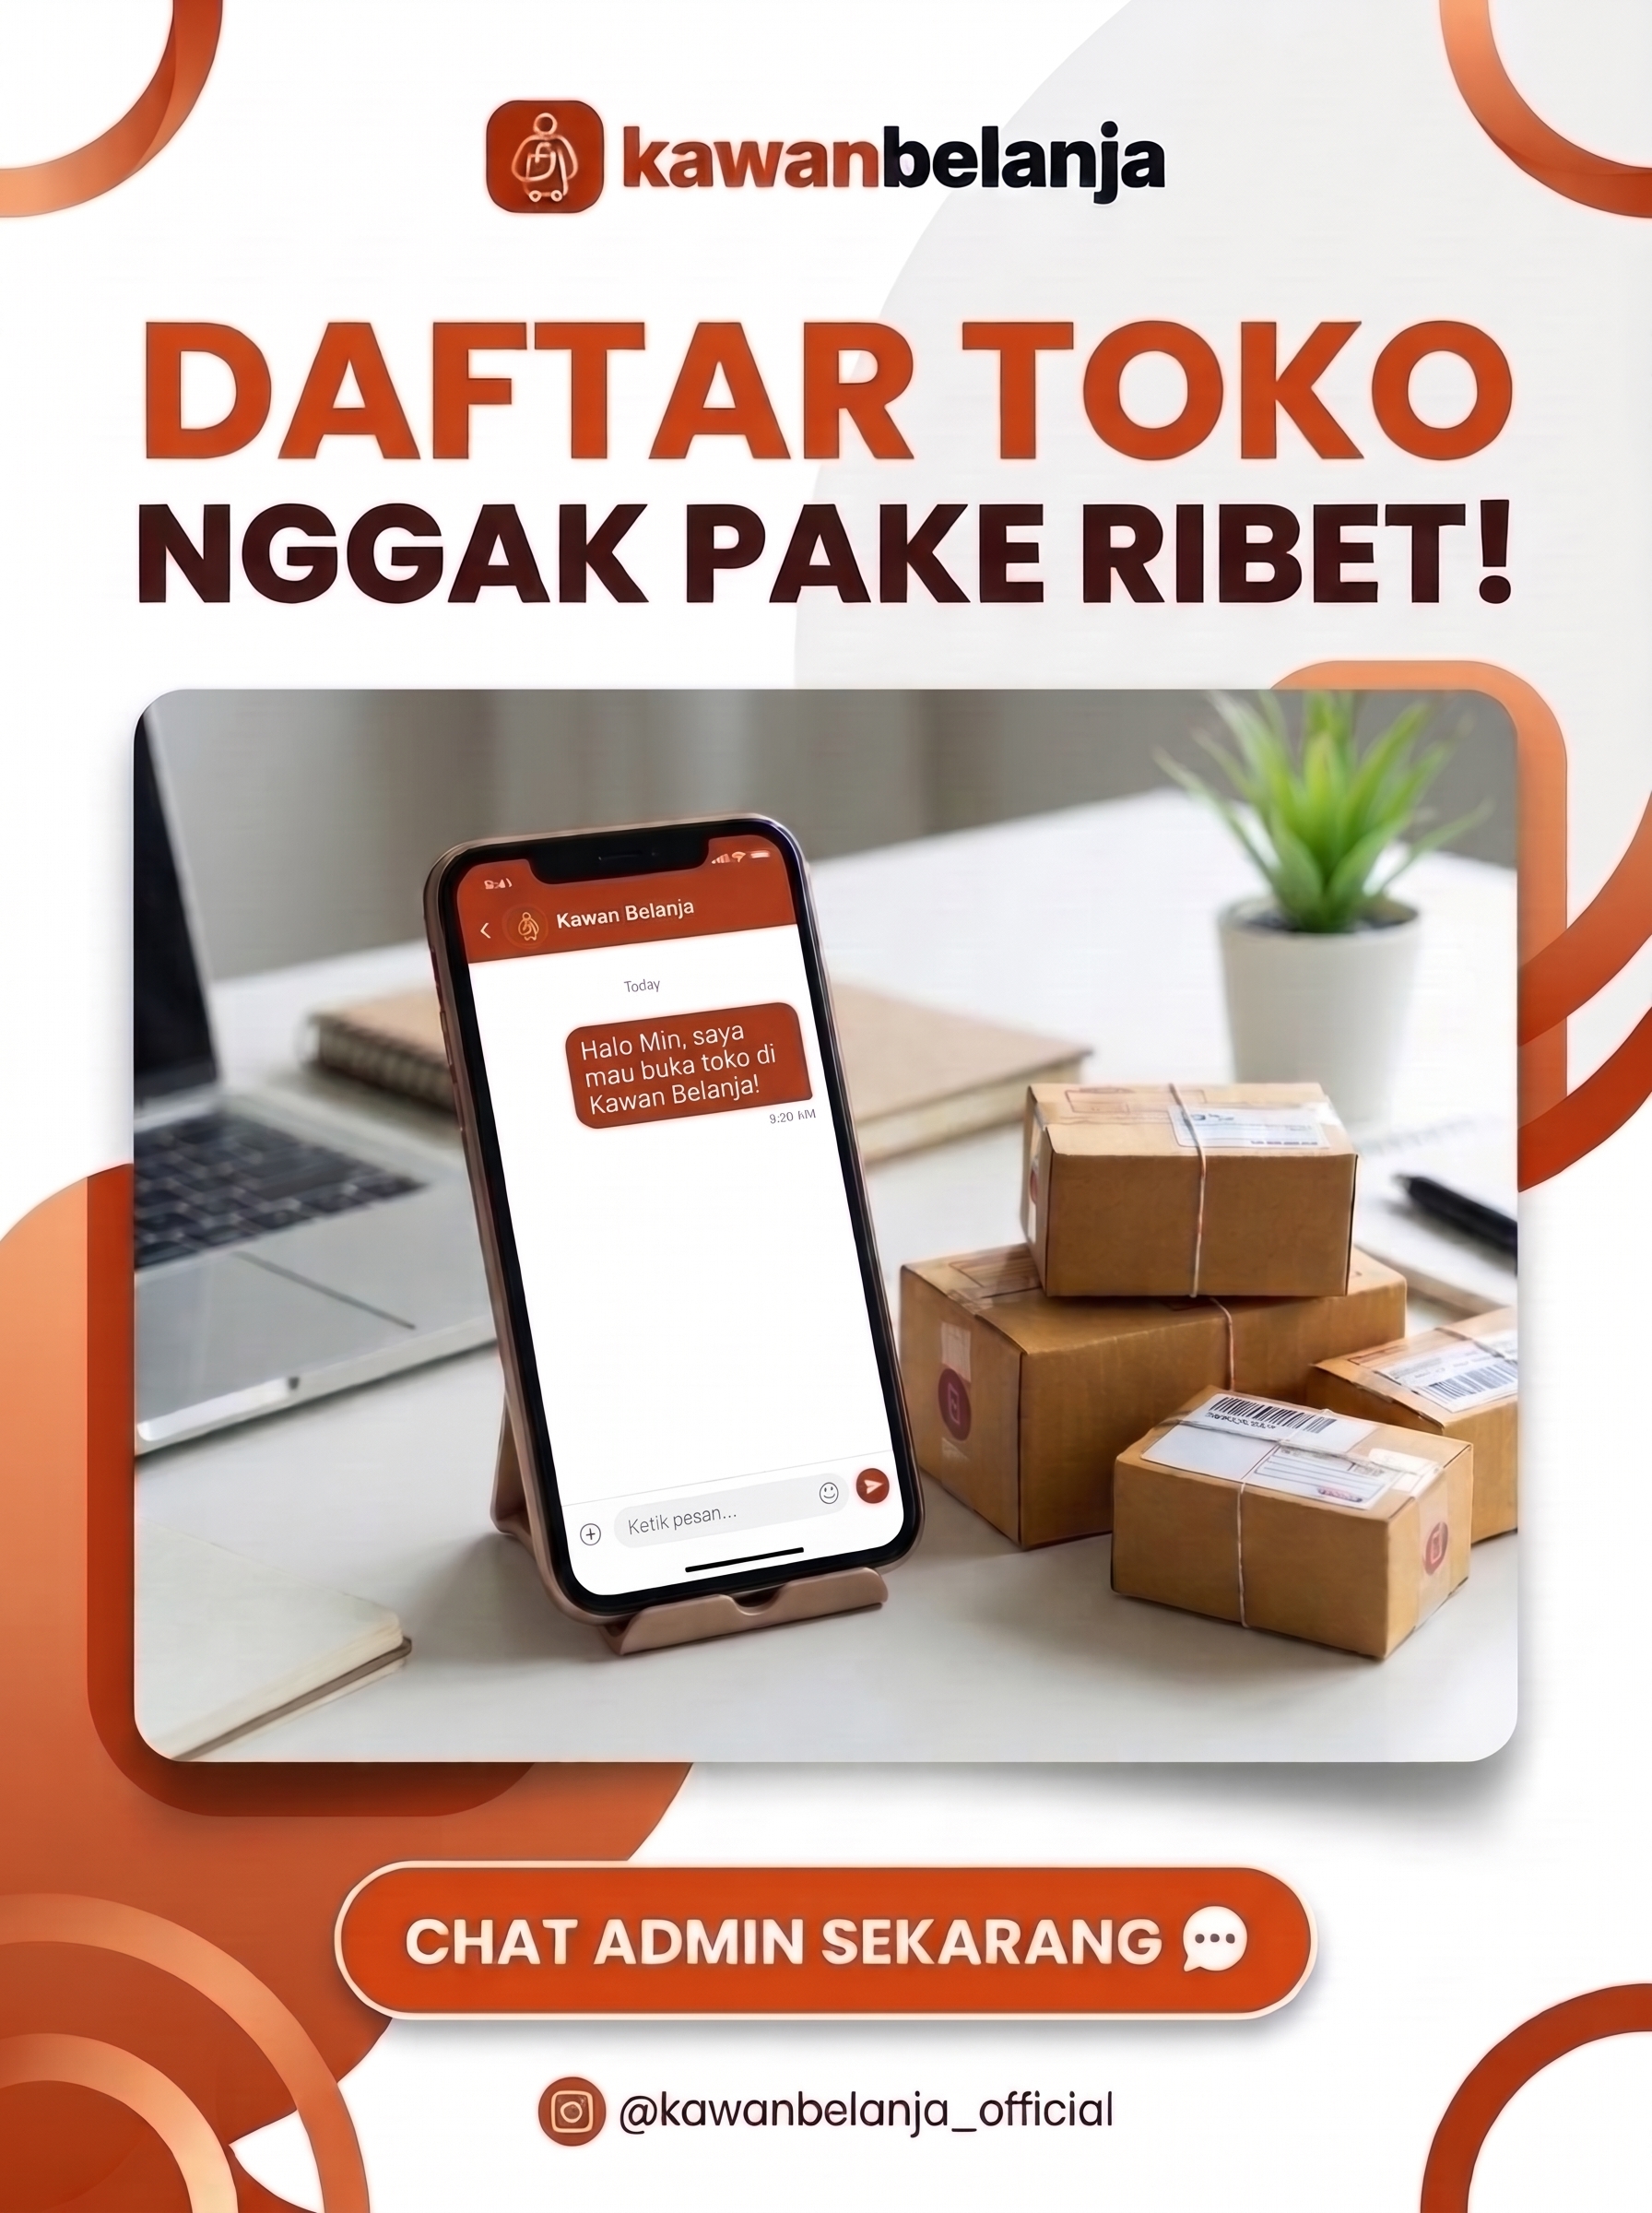 kawanbelanja
DAFTAR TOKO
NGGAK PAKE RIBET!
Kawan Belanja
Today
Halo Min, saya
mau buka toko di
Kawan Belanja!
9:20 AM
Ketik pesan...
CHAT ADMIN SEKARANG
@kawanbelanja_official